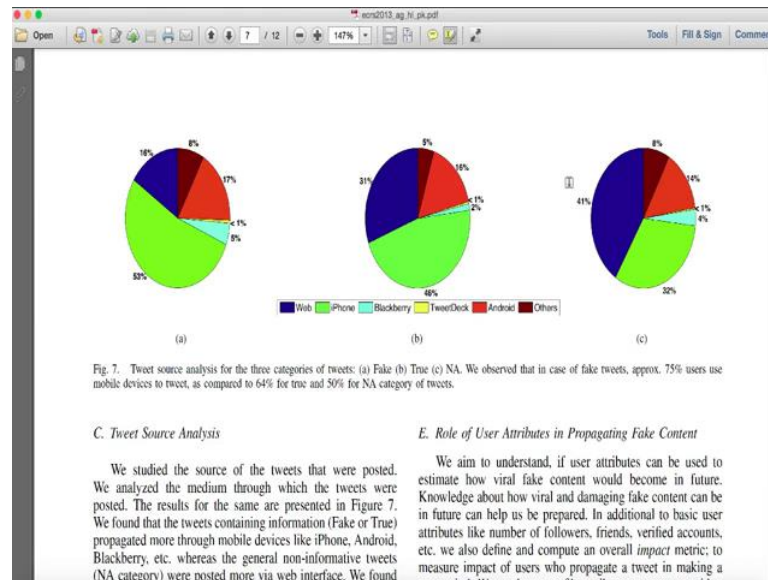 ecrs2013_ag_hl_pk.pdf
Open 7 / 12 147% Tools Fill & Sign Commen
16% 8% 17% < 1% 5% 53%
31% 5% 16% < 1% 2% 46%
41% 8% 14% < 1% 4% 32%
Web iPhone Blackberry TweetDeck Android Others
(a) (b) (c)
Fig. 7. Tweet source analysis for the three categories of tweets: (a) Fake (b) True (c) NA. We observed that in case of fake tweets, approx. 75% users use
mobile devices to tweet, as compared to 64% for true and 50% for NA category of tweets.
C. Tweet Source Analysis
We studied the source of the tweets that were posted.
We analyzed the medium through which the tweets were
posted. The results for the same are presented in Figure 7.
We found that the tweets containing information (Fake or True)
propagated more through mobile devices like iPhone, Android,
Blackberry, etc. whereas the general non-informative tweets
(NA category) were posted more via web interface. We found
E. Role of User Attributes in Propagating Fake Content
We aim to understand, if user attributes can be used to
estimate how viral fake content would become in future.
Knowledge about how viral and damaging fake content can be
in future can help us be prepared. In additional to basic user
attributes like number of followers, friends, verified accounts,
etc. we also define and compute an overall impact metric; to
measure impact of users who propagate a tweet in making a